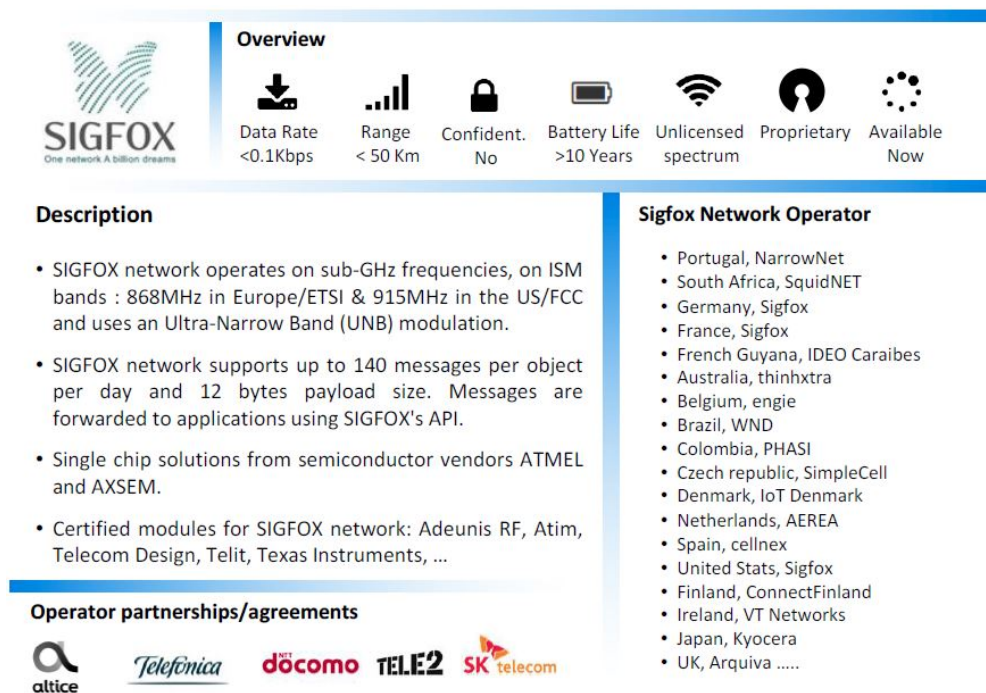 SIGFOX
One network A billion dreams
Overview
Data Rate
<0.1Kbps
Range
< 50 Km
Confident.
No
Battery Life
>10 Years
Unlicensed
spectrum
Proprietary
Available
Now
Description
• SIGFOX network operates on sub-GHz frequencies, on ISM
bands : 868MHz in Europe/ETSI & 915MHz in the US/FCC
and uses an Ultra-Narrow Band (UNB) modulation.
• SIGFOX network supports up to 140 messages per object
per day and 12 bytes payload size. Messages are
forwarded to applications using SIGFOX's API.
• Single chip solutions from semiconductor vendors ATMEL
and AXSEM.
• Certified modules for SIGFOX network: Adeunis RF, Atim,
Telecom Design, Telit, Texas Instruments, ...
Operator partnerships/agreements
altice
Telefónica
NTT
döcomo
TELE2
SK telecom
Sigfox Network Operator
• Portugal, NarrowNet
• South Africa, SquidNET
• Germany, Sigfox
• France, Sigfox
• French Guyana, IDEO Caraibes
• Australia, thinhxtra
• Belgium, engie
• Brazil, WND
• Colombia, PHASI
• Czech republic, SimpleCell
• Denmark, IoT Denmark
• Netherlands, AEREA
• Spain, cellnex
• United Stats, Sigfox
• Finland, ConnectFinland
• Ireland, VT Networks
• Japan, Kyocera
• UK, Arquiva .....